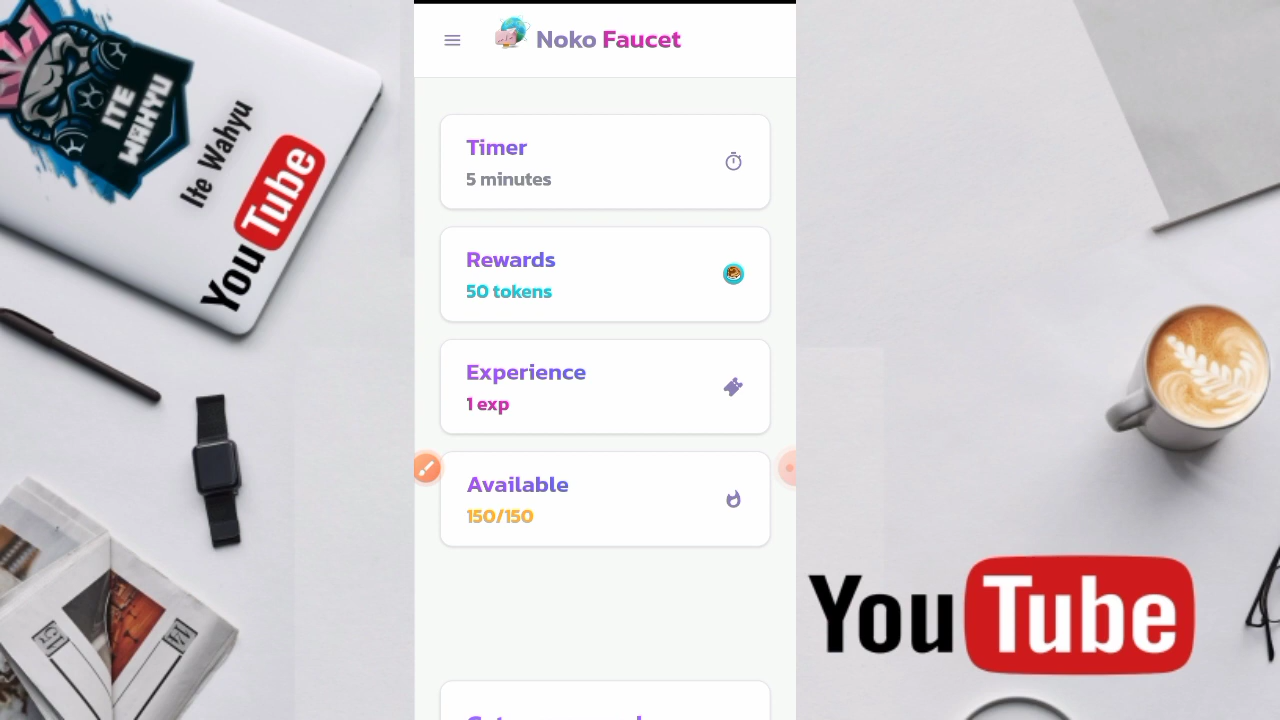 ITE
WAHYU
Ite Wahyu
YouTube
Noko Faucet
Timer
5 minutes
Rewards
50 tokens
Experience
1 exp
Available
150/150
YouTube